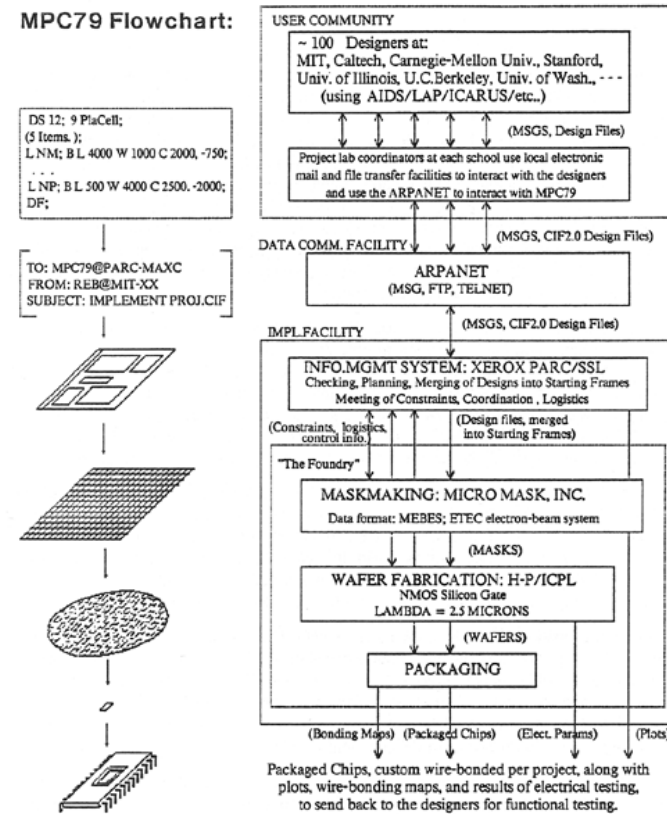 MPC79 Flowchart:
DS 12; 9 PlaCell;
(5 Items. );
L NM; B L 4000 W 1000 C 2000, -750;
. . . .
L NP; B L 500 W 4000 C 2500. -2000;
DF;
TO: MPC79@PARC-MAXC
FROM: REB@MIT-XX
SUBJECT: IMPLEMENT PROJ.CIF
USER COMMUNITY
~ 100 Designers at:
MIT, Caltech, Carnegie-Mellon Univ., Stanford,
Univ. of Illinois, U.C.Berkeley, Univ. of Wash., - - -
(using AIDS/LAP/ICARUS/etc..)
(MSGS, Design Files)
Project lab coordinators at each school use local electronic
mail and file transfer facilities to interact with the designers
and use the ARPANET to interact with MPC79
(MSGS, CIF2.0 Design Files)
DATA COMM. FACILITY
ARPANET
(MSG, FTP, TELNET)
(MSGS, CIF2.0 Design Files)
IMPL.FACILITY
INFO.MGMT SYSTEM: XEROX PARC/SSL
Checking, Planning, Merging of Designs into Starting Frames
Meeting of Constraints, Coordination , Logistics
(Constraints, logistics,
control info.)
(Design files, merged
into Starting Frames)
"The Foundry"
MASKMAKING: MICRO MASK, INC.
Data format: MEBES; ETEC electron-beam system
(MASKS)
WAFER FABRICATION: H-P/ICPL
NMOS Silicon Gate
LAMBDA = 2.5 MICRONS
(WAFERS)
PACKAGING
(Bonding Maps) (Packaged Chips) (Elect. Params) (Plots)
Packaged Chips, custom wire-bonded per project, along with
plots, wire-bonding maps, and results of electrical testing,
to send back to the designers for functional testing.